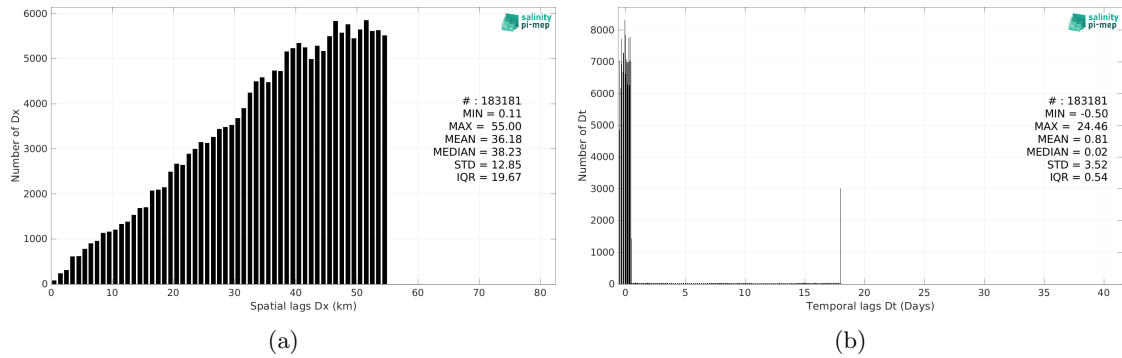 6000
5000
4000
3000
2000
1000
0
Number of Dx
0 10 20 30 40 50 60 70 80
Spatial lags Dx (km)
salinity
pi-mep
# : 183181
MIN = 0.11
MAX = 55.00
MEAN = 36.18
MEDIAN = 38.23
STD = 12.85
IQR = 19.67
(a)
8000
7000
6000
5000
4000
3000
2000
1000
0
Number of Dt
0 5 10 15 20 25 30 35 40
Temporal lags Dt (Days)
salinity
pi-mep
# : 183181
MIN = -0.50
MAX = 24.46
MEAN = 0.81
MEDIAN = 0.02
STD = 3.52
IQR = 0.54
(b)